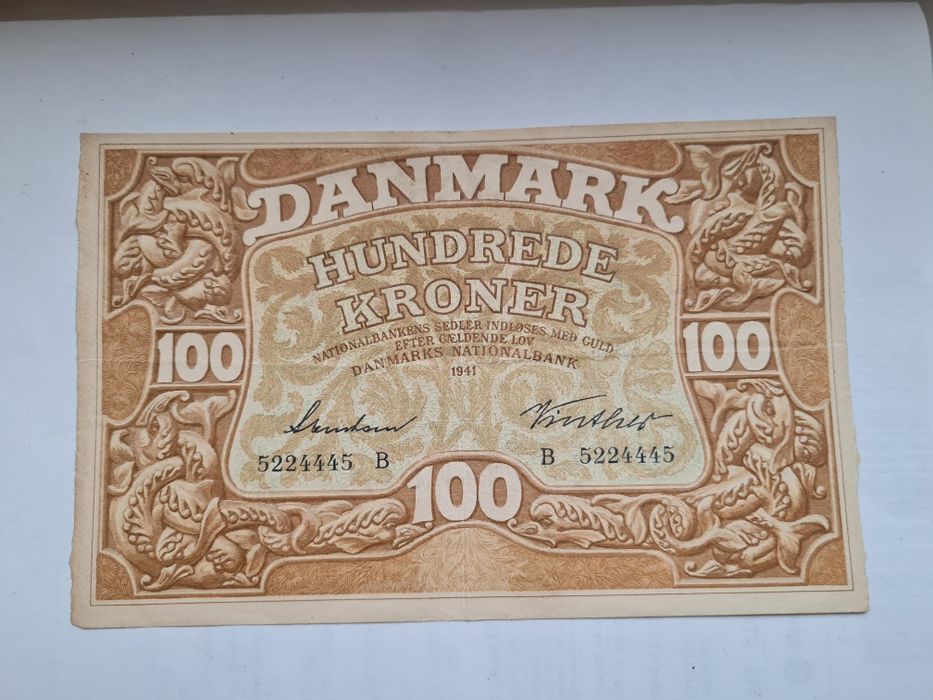 DANMARK
HUNDREDE
KRONER
NATIONALBANKENS SEDLER INDLØSES MED GULD
EFTER GÆLDENDE LOV
DANMARKS NATIONALBANK
1941
100 100
Svendsen
5224445 B B 5224445
100